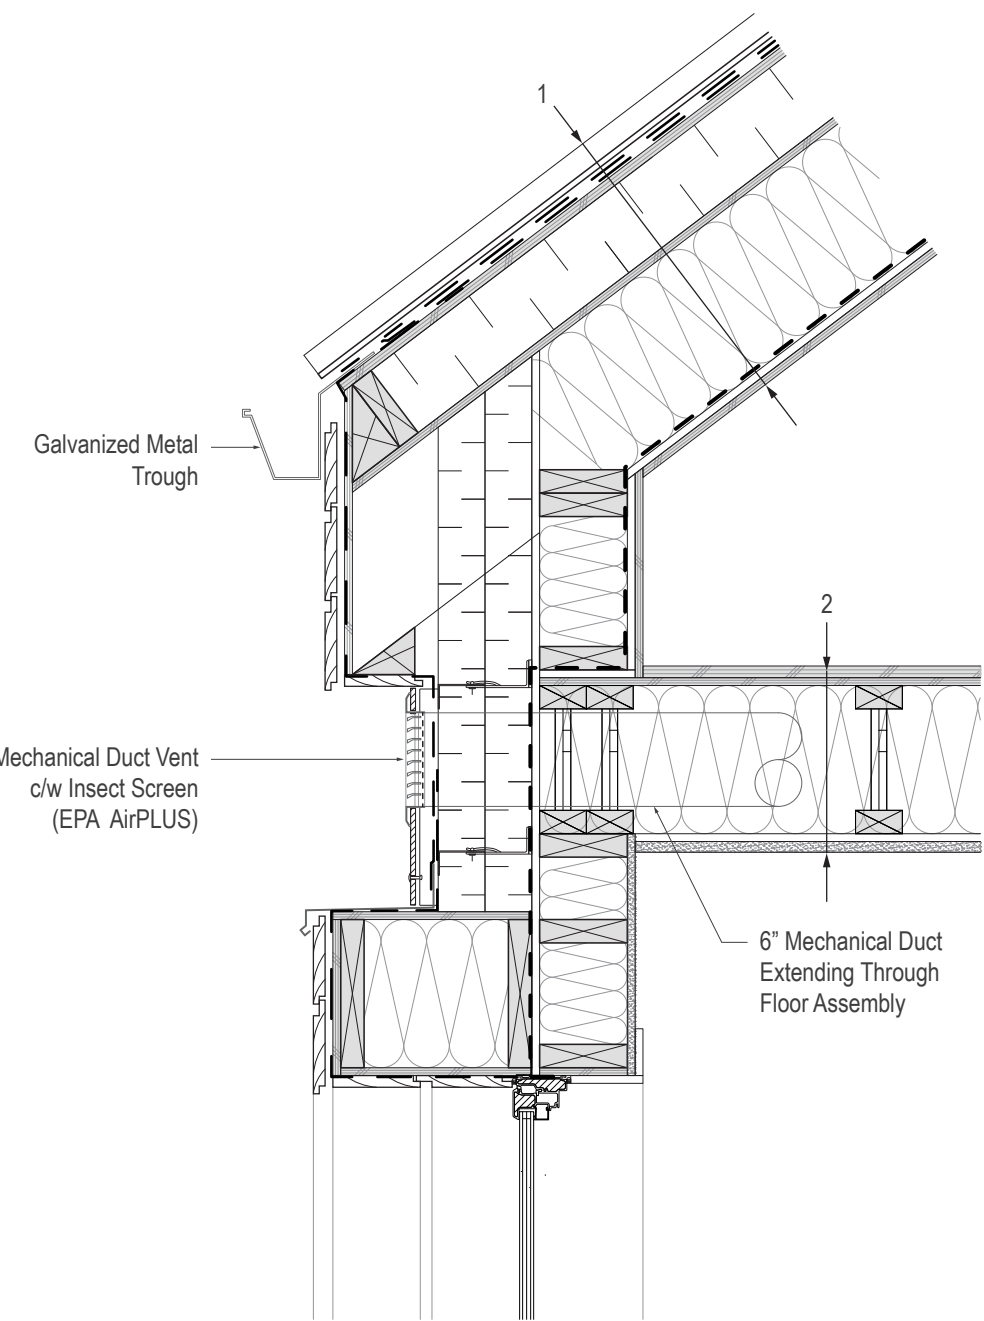 1
Galvanized Metal
Trough
2
Mechanical Duct Vent
c/w Insect Screen
(EPA AirPLUS)
6” Mechanical Duct
Extending Through
Floor Assembly